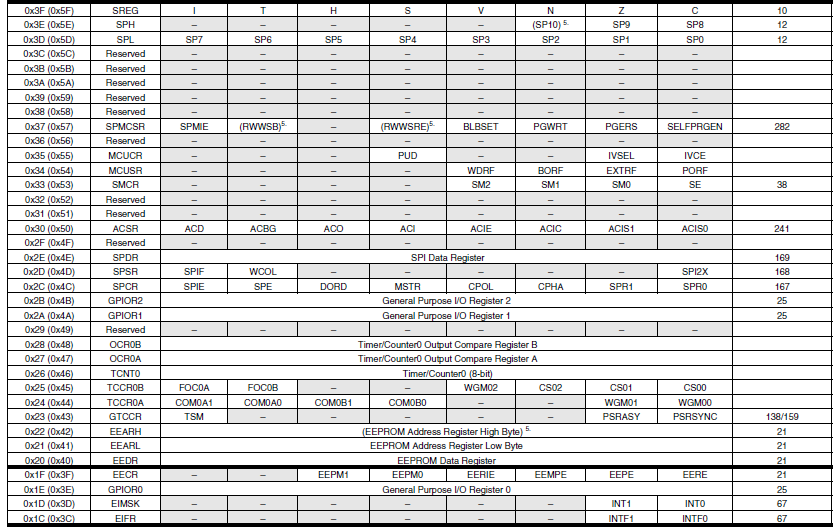 0x3F (0x5F) SREG I T H S V N Z C 10
0x3E (0x5E) SPH – – – – – (SP10) 5. SP9 SP8 12
0x3D (0x5D) SPL SP7 SP6 SP5 SP4 SP3 SP2 SP1 SP0 12
0x3C (0x5C) Reserved – – – – – – – –
0x3B (0x5B) Reserved – – – – – – – –
0x3A (0x5A) Reserved – – – – – – – –
0x39 (0x59) Reserved – – – – – – – –
0x38 (0x58) Reserved – – – – – – – –
0x37 (0x57) SPMCSR SPMIE (RWWSB)5. – (RWWSRE)5. BLBSET PGWRT PGERS SELFPRGEN 282
0x36 (0x56) Reserved – – – – – – – –
0x35 (0x55) MCUCR – – – PUD – – IVSEL IVCE
0x34 (0x54) MCUSR – – – – WDRF BORF EXTRF PORF
0x33 (0x53) SMCR – – – – SM2 SM1 SM0 SE 38
0x32 (0x52) Reserved – – – – – – – –
0x31 (0x51) Reserved – – – – – – – –
0x30 (0x50) ACSR ACD ACBG ACO ACI ACIE ACIC ACIS1 ACIS0 241
0x2F (0x4F) Reserved – – – – – – – –
0x2E (0x4E) SPDR SPI Data Register 169
0x2D (0x4D) SPSR SPIF WCOL – – – – – SPI2X 168
0x2C (0x4C) SPCR SPIE SPE DORD MSTR CPOL CPHA SPR1 SPR0 167
0x2B (0x4B) GPIOR2 General Purpose I/O Register 2 25
0x2A (0x4A) GPIOR1 General Purpose I/O Register 1 25
0x29 (0x49) Reserved – – – – – – – –
0x28 (0x48) OCR0B Timer/Counter0 Output Compare Register B
0x27 (0x47) OCR0A Timer/Counter0 Output Compare Register A
0x26 (0x46) TCNT0 Timer/Counter0 (8-bit)
0x25 (0x45) TCCR0B FOC0A FOC0B – – WGM02 CS02 CS01 CS00
0x24 (0x44) TCCR0A COM0A1 COM0A0 COM0B1 COM0B0 – – WGM01 WGM00
0x23 (0x43) GTCCR TSM – – – – – PSRASY PSRSYNC 138/159
0x22 (0x42) EEARH (EEPROM Address Register High Byte) 5. 21
0x21 (0x41) EEARL EEPROM Address Register Low Byte 21
0x20 (0x40) EEDR EEPROM Data Register 21
0x1F (0x3F) EECR – – EEPM1 EEPM0 EERIE EEMPE EEPE EERE 21
0x1E (0x3E) GPIOR0 General Purpose I/O Register 0 25
0x1D (0x3D) EIMSK – – – – – – INT1 INT0 67
0x1C (0x3C) EIFR – – – – – – INTF1 INTF0 67